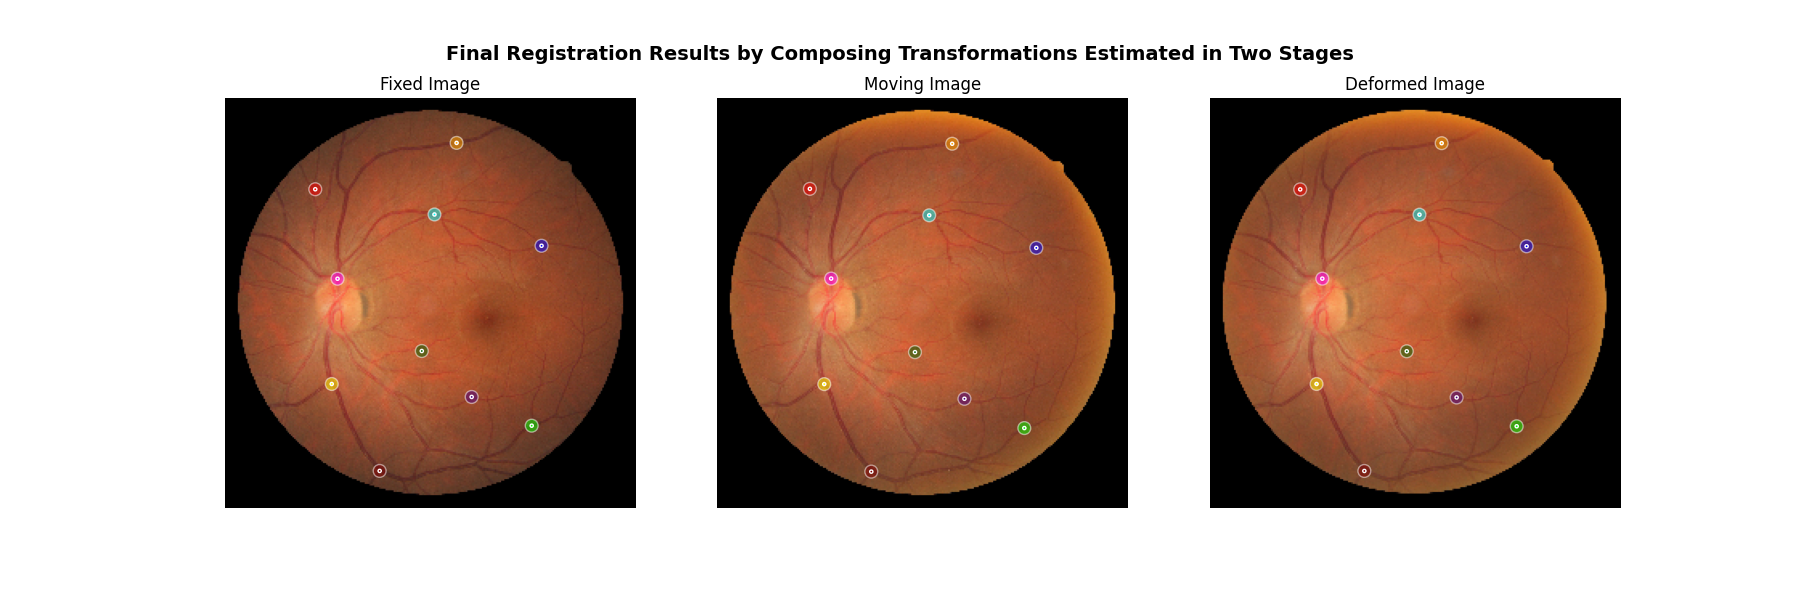 Final Registration Results by Composing Transformations Estimated in Two Stages
Fixed Image
Moving Image
Deformed Image